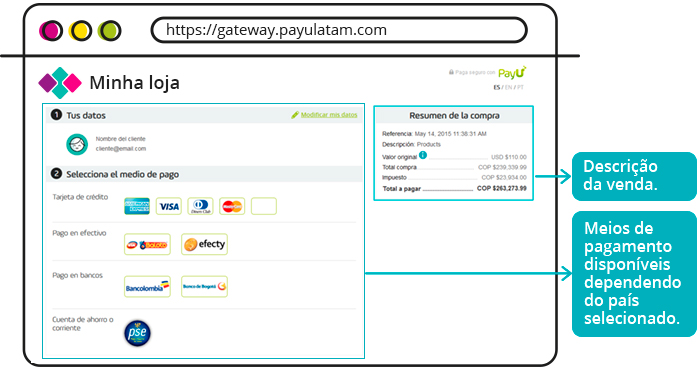 https://gateway.payulatam.com
Minha loja
Paga seguro con PayU
ES / EN // PT
1 Tus datos
Modificar mis datos
Nombre del cliente
cliente@email.com
2 Selecciona el medio de pago
Tarjeta de crédito
AMERICAN EXPRESS
VISA
Diners Club
MasterCard
Pago en efectivo
BALOTO
efecty
Pago en bancos
Bancolombia
Banco de Bogotá
Cuenta de ahorro o
corriente
pse
Resumen de la compra
Referencia: May 14, 2015 11:38:31 AM
Descripción: Products
Valor original USD $110.00
Total compra COP $239,339.99
Impuesto COP $23,934.00
Total a pagar COP $263,273.99
Descrição
da venda.
Meios de
pagamento
disponíveis
dependendo
do país
selecionado.